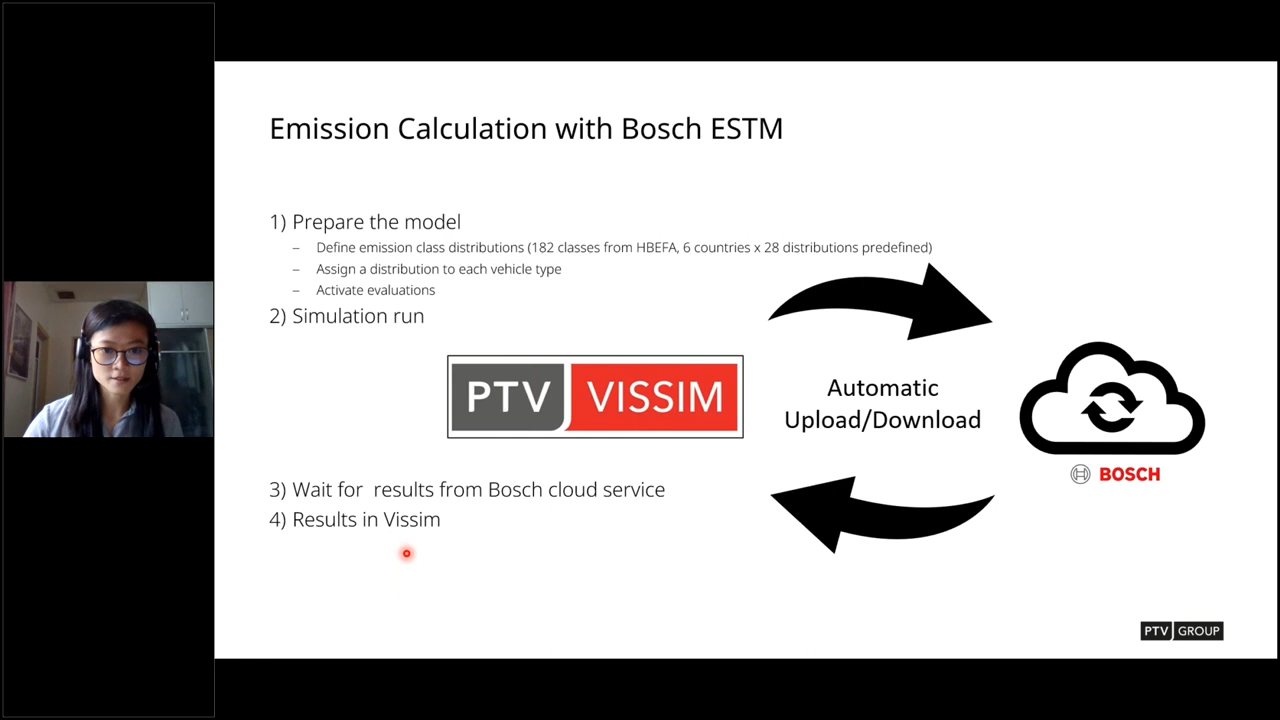 Emission Calculation with Bosch ESTM
1) Prepare the model
– Define emission class distributions (182 classes from HBEFA, 6 countries x 28 distributions predefined)
– Assign a distribution to each vehicle type
– Activate evaluations
2) Simulation run
PTV VISSIM
Automatic
Upload/Download
BOSCH
3) Wait for  results from Bosch cloud service
4) Results in Vissim
PTV GROUP